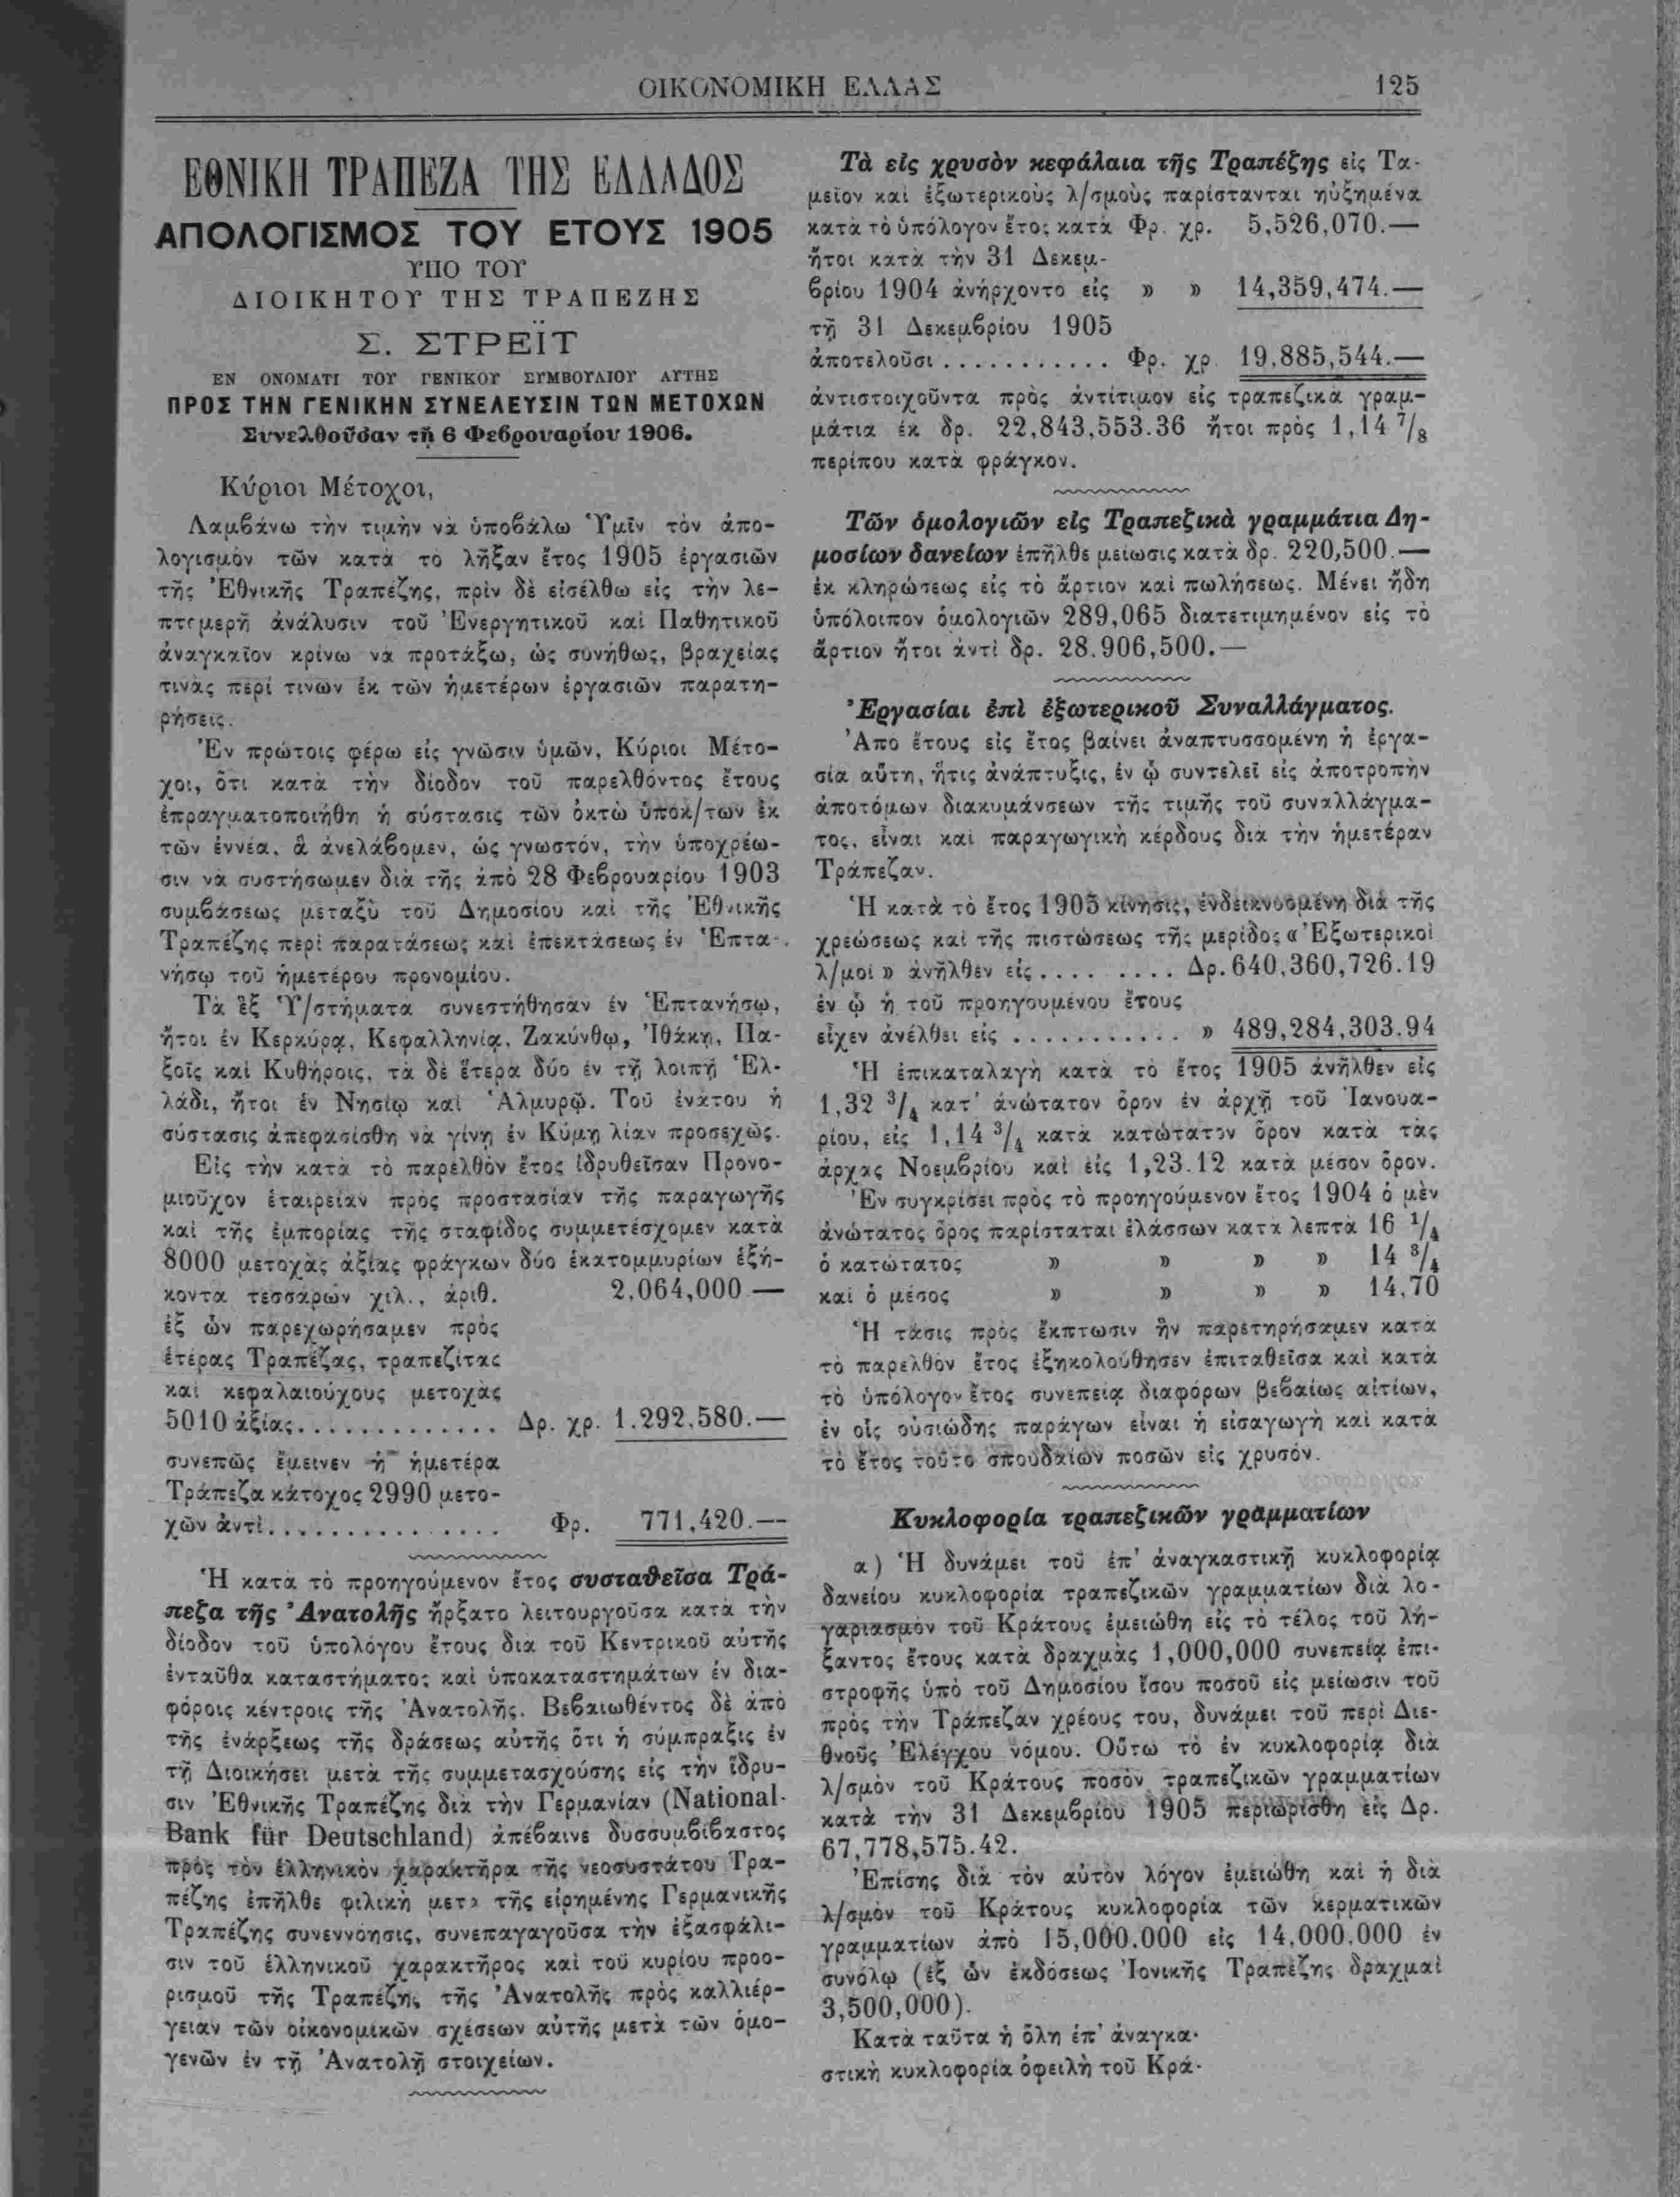 ΟΙΚΟΝΟΜΙΚΗ ΕΛΛΑΣ 125
ΕΘΝΙΚΗ ΤΡΑΠΕΖΑ ΤΗΣ ΕΛΛΑΔΟΣ
ΑΠΟΛΟΓΙΣΜΟΣ ΤΟΥ ΕΤΟΥΣ 1905
ΥΠΟ ΤΟΥ
ΔΙΟΙΚΗΤΟΥ ΤΗΣ ΤΡΑΠΕΖΗΣ
Σ. ΣΤΡΕΪΤ
ΕΝ ΟΝΟΜΑΤΙ ΤΟΥ ΓΕΝΙΚΟΥ ΣΥΜΒΟΥΛΙΟΥ ΑΥΤΗΣ
ΠΡΟΣ ΤΗΝ ΓΕΝΙΚΗΝ ΣΥΝΕΛΕΥΣΙΝ ΤΩΝ ΜΕΤΟΧΩΝ
Συνελθοῦσαν τῇ 6 Φεβρουαρίου 1906.
Κύριοι Μέτοχοι,
Λαμβάνω τὴν τιμὴν νὰ ὑποβάλω Ὑμῖν τὸν ἀπο-
λογισμὸν τῶν κατὰ τὸ λῆξαν ἔτος 1905 ἐργασιῶν
τῆς Ἐθνικῆς Τραπέζης, πρὶν δὲ εἰσέλθω εἰς τὴν λε-
πτομερῆ ἀνάλυσιν τοῦ Ἐνεργητικοῦ καὶ Παθητικοῦ
ἀναγκαῖον κρίνω νὰ προτάξω, ὡς συνήθως, βραχείας
τινὰς περί τινων ἐκ τῶν ἡμετέρων ἐργασιῶν παρατη-
ρήσεις.
Ἐν πρώτοις φέρω εἰς γνῶσιν ὑμῶν, Κύριοι Μέτο-
χοι, ὅτι κατὰ τὴν δίοδον τοῦ παρελθόντος ἔτους
ἐπραγματοποιήθη ἡ σύστασις τῶν ὀκτὼ ὑποκ/των ἐκ
τῶν ἐννέα, ἃ ἀνελάβομεν, ὡς γνωστόν, τὴν ὑποχρέω-
σιν νὰ συστήσωμεν διὰ τῆς ἀπὸ 28 Φεβρουαρίου 1903
συμβάσεως μεταξὺ τοῦ Δημοσίου καὶ τῆς Ἐθνικῆς
Τραπέζης περὶ παρατάσεως καὶ ἐπεκτάσεως ἐν Ἑπτα-
νήσῳ τοῦ ἡμετέρου προνομίου.
Τὰ ἓξ Ὑ/στήματα συνεστήθησαν ἐν Ἑπτανήσῳ,
ἤτοι ἐν Κερκύρᾳ, Κεφαλληνίᾳ, Ζακύνθῳ, Ἰθάκῃ, Πα-
ξοῖς καὶ Κυθήροις, τὰ δὲ ἕτερα δύο ἐν τῇ λοιπῇ Ἑλ-
λάδι, ἤτοι ἐν Νησίῳ καὶ Ἁλμυρῷ. Τοῦ ἐνάτου ἡ
σύστασις ἀπεφασίσθη νὰ γίνῃ ἐν Κύμῃ λίαν προσεχῶς.
Εἰς τὴν κατὰ τὸ παρελθὸν ἔτος ἱδρυθεῖσαν Προνο-
μιοῦχον ἑταιρείαν πρὸς προστασίαν τῆς παραγωγῆς
καὶ τῆς ἐμπορίας τῆς σταφίδος συμμετέσχομεν κατὰ
8000 μετοχὰς ἀξίας φράγκων δύο ἑκατομμυρίων ἑξή-
κοντα τεσσάρων χιλ., ἀριθ. 2.064,000 —
ἐξ ὧν παρεχωρήσαμεν πρὸς
ἑτέρας Τραπέζας, τραπεζίτας
καὶ κεφαλαιούχους μετοχὰς
5010 ἀξίας............. Δρ. χρ. 1.292.580.—
συνεπῶς ἔμεινεν ἡ ἡμετέρα
Τράπεζα κάτοχος 2990 μετο-
χῶν ἀντὶ............... Φρ. 771,420.—
Ἡ κατὰ τὸ προηγούμενον ἔτος συσταθεῖσα Τρά-
πεζα τῆς Ἀνατολῆς ἤρξατο λειτουργοῦσα κατὰ τὴν
δίοδον τοῦ ὑπολόγου ἔτους διὰ τοῦ Κεντρικοῦ αὐτῆς
ἐνταῦθα καταστήματος καὶ ὑποκαταστημάτων ἐν δια-
φόροις κέντροις τῆς Ἀνατολῆς. Βεβαιωθέντος δὲ ἀπὸ
τῆς ἐνάρξεως τῆς δράσεως αὐτῆς ὅτι ἡ σύμπραξις ἐν
τῇ Διοικήσει μετὰ τῆς συμμετασχούσης εἰς τὴν ἵδρυ-
σιν Ἐθνικῆς Τραπέζης διὰ τὴν Γερμανίαν (National-
Bank für Deutschland) ἀπέβαινε δυσσυμβίβαστος
πρὸς τὸν ἑλληνικὸν χαρακτῆρα τῆς νεοσυστάτου Τρα-
πέζης ἐπῆλθε φιλικὴ μετὰ τῆς εἰρημένης Γερμανικῆς
Τραπέζης συνεννόησις, συνεπαγαγοῦσα τὴν ἐξασφάλι-
σιν τοῦ ἑλληνικοῦ χαρακτῆρος καὶ τοῦ κυρίου προο-
ρισμοῦ τῆς Τραπέζης τῆς Ἀνατολῆς πρὸς καλλιέρ-
γειαν τῶν οἰκονομικῶν σχέσεων αὐτῆς μετὰ τῶν ὁμο-
γενῶν ἐν τῇ Ἀνατολῇ στοιχείων.
Τὰ εἰς χρυσὸν κεφάλαια τῆς Τραπέζης εἰς Τα-
μεῖον καὶ ἐξωτερικοὺς λ/σμοὺς παρίστανται ηὐξημένα
κατὰ τὸ ὑπόλογον ἔτος κατὰ Φρ. χρ. 5,526,070.—
ἤτοι κατὰ τὴν 31 Δεκεμ-
βρίου 1904 ἀνήρχοντο εἰς » » 14,359,474.—
τῇ 31 Δεκεμβρίου 1905
ἀποτελοῦσι........... Φρ. χρ. 19,885,544.—
ἀντιστοιχοῦντα πρὸς ἀντίτιμον εἰς τραπεζικὰ γραμ-
μάτια ἐκ δρ. 22,843,553.36 ἤτοι πρὸς 1,14 7/8
περίπου κατὰ φράγκον.
Τῶν ὁμολογιῶν εἰς Τραπεζικὰ γραμμάτια Δη-
μοσίων δανείων ἐπῆλθε μείωσις κατὰ δρ. 220,500.—
ἐκ κληρώσεως εἰς τὸ ἄρτιον καὶ πωλήσεως. Μένει ἤδη
ὑπόλοιπον ὁμολογιῶν 289,065 διατετιμημένον εἰς τὸ
ἄρτιον ἤτοι ἀντὶ δρ. 28.906,500.—
Ἐργασίαι ἐπὶ ἐξωτερικοῦ Συναλλάγματος.
Ἀπὸ ἔτους εἰς ἔτος βαίνει ἀναπτυσσομένη ἡ ἐργα-
σία αὕτη, ἥτις ἀνάπτυξις, ἐν ᾧ συντελεῖ εἰς ἀποτροπὴν
ἀποτόμων διακυμάνσεων τῆς τιμῆς τοῦ συναλλάγμα-
τος, εἶναι καὶ παραγωγικὴ κέρδους διὰ τὴν ἡμετέραν
Τράπεζαν.
Ἡ κατὰ τὸ ἔτος 1905 κίνησις, ἐνδεικνυομένη διὰ τῆς
χρεώσεως καὶ τῆς πιστώσεως τῆς μερίδος «Ἐξωτερικοὶ
λ/μοὶ» ἀνῆλθεν εἰς......... Δρ. 640,360,726.19
ἐν ᾧ ἡ τοῦ προηγουμένου ἔτους
εἶχεν ἀνέλθει εἰς ........... » 489,284,303.94
Ἡ ἐπικαταλαγὴ κατὰ τὸ ἔτος 1905 ἀνῆλθεν εἰς
1,32 3/4 κατ' ἀνώτατον ὅρον ἐν ἀρχῇ τοῦ Ἰανουα-
ρίου, εἰς 1,14 3/4 κατὰ κατώτατον ὅρον κατὰ τὰς
ἀρχὰς Νοεμβρίου καὶ εἰς 1,23.12 κατὰ μέσον ὅρον.
Ἐν συγκρίσει πρὸς τὸ προηγούμενον ἔτος 1904 ὁ μὲν
ἀνώτατος ὅρος παρίσταται ἐλάσσων κατὰ λεπτὰ 16 1/4
ὁ κατώτατος » » » » 14 3/4
καὶ ὁ μέσος » » » » 14.70
Ἡ τάσις πρὸς ἔκπτωσιν ἣν παρετηρήσαμεν κατὰ
τὸ παρελθὸν ἔτος ἐξηκολούθησεν ἐπιταθεῖσα καὶ κατὰ
τὸ ὑπόλογον ἔτος συνεπείᾳ διαφόρων βεβαίως αἰτίων,
ἐν οἷς οὐσιώδης παράγων εἶναι ἡ εἰσαγωγὴ καὶ κατὰ
τὸ ἔτος τοῦτο σπουδαίων ποσῶν εἰς χρυσόν.
Κυκλοφορία τραπεζικῶν γραμματίων
α) Ἡ δυνάμει τοῦ ἐπ' ἀναγκαστικῇ κυκλοφορίᾳ
δανείου κυκλοφορία τραπεζικῶν γραμματίων διὰ λο-
γαριασμὸν τοῦ Κράτους ἐμειώθη εἰς τὸ τέλος τοῦ λή-
ξαντος ἔτους κατὰ δραχμὰς 1,000,000 συνεπείᾳ ἐπι-
στροφῆς ὑπὸ τοῦ Δημοσίου ἴσου ποσοῦ εἰς μείωσιν τοῦ
πρὸς τὴν Τράπεζαν χρέους του, δυνάμει τοῦ περὶ Διε-
θνοῦς Ἐλέγχου νόμου. Οὕτω τὸ ἐν κυκλοφορίᾳ διὰ
λ/σμὸν τοῦ Κράτους ποσὸν τραπεζικῶν γραμματίων
κατὰ τὴν 31 Δεκεμβρίου 1905 περιωρίσθη εἰς Δρ.
67,778,575.42.
Ἐπίσης διὰ τὸν αὐτὸν λόγον ἐμειώθη καὶ ἡ διὰ
λ/σμὸν τοῦ Κράτους κυκλοφορία τῶν κερματικῶν
γραμματίων ἀπὸ 15,000.000 εἰς 14,000,000 ἐν
συνόλῳ (ἐξ ὧν ἐκδόσεως Ἰονικῆς Τραπέζης δραχμαὶ
3,500,000).
Κατὰ ταῦτα ἡ ὅλη ἐπ' ἀναγκα-
στικῇ κυκλοφορίᾳ ὀφειλὴ τοῦ Κρά-